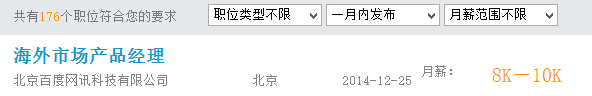 共有176个职位符合您的要求 职位类型不限 一月内发布 月薪范围不限
海外市场产品经理
北京百度网讯科技有限公司 北京 2014-12-25 月薪： 8K－10K